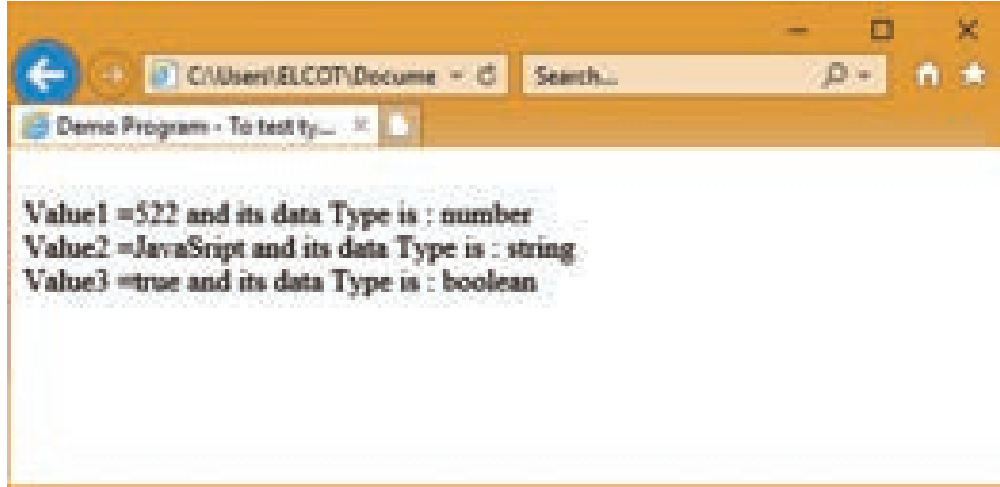 C:\Users\ELCOT\Docume
Search...
Demo Program - To test ty...
Value1 =522 and its data Type is : number
Value2 =JavaSript and its data Type is : string
Value3 =true and its data Type is : boolean